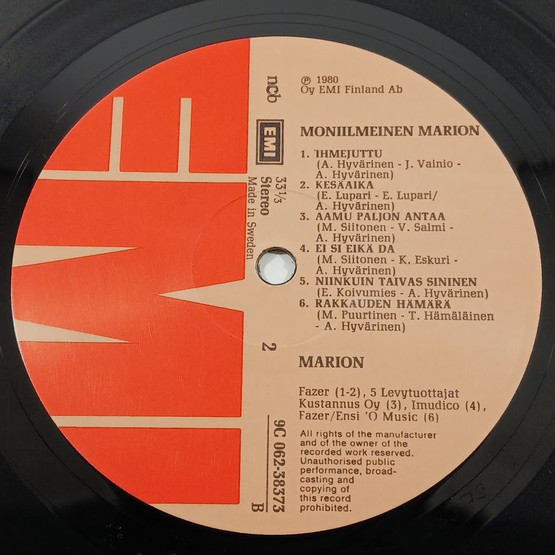 ℗ 1980
Oy EMI Finland Ab
MONIILMEINEN MARION
1. IHMEJUTTU
(A. Hyvärinen - J. Vainio -
A. Hyvärinen)
2. KESÄAIKA
(E. Lupari - E. Lupari/
A. Hyvärinen)
3. AAMU PALJON ANTAA
(M. Siitonen - V. Salmi -
A. Hyvärinen)
4. EI SI EIKÄ DA
(M. Siitonen - K. Eskuri -
A. Hyvärinen)
5. NIINKUIN TAIVAS SININEN
(E. Koivumies - A. Hyvärinen)
6. RAKKAUDEN HÄMÄRÄ
(M. Puurtinen - T. Hämäläinen
- A. Hyvärinen)
MARION
Fazer (1-2), 5 Levytuottajat
Kustannus Oy (3), Imudico (4),
Fazer/Ensi 'O Music (6)
All rights of the manufacturer
and of the owner of the
recorded work reserved.
Unauthorised public
performance, broad-
casting and
copying of
this record
prohibited.
ncb
EMI
33 1/3
Stereo
Made in Sweden
2
9C 062-38373
B
EMI